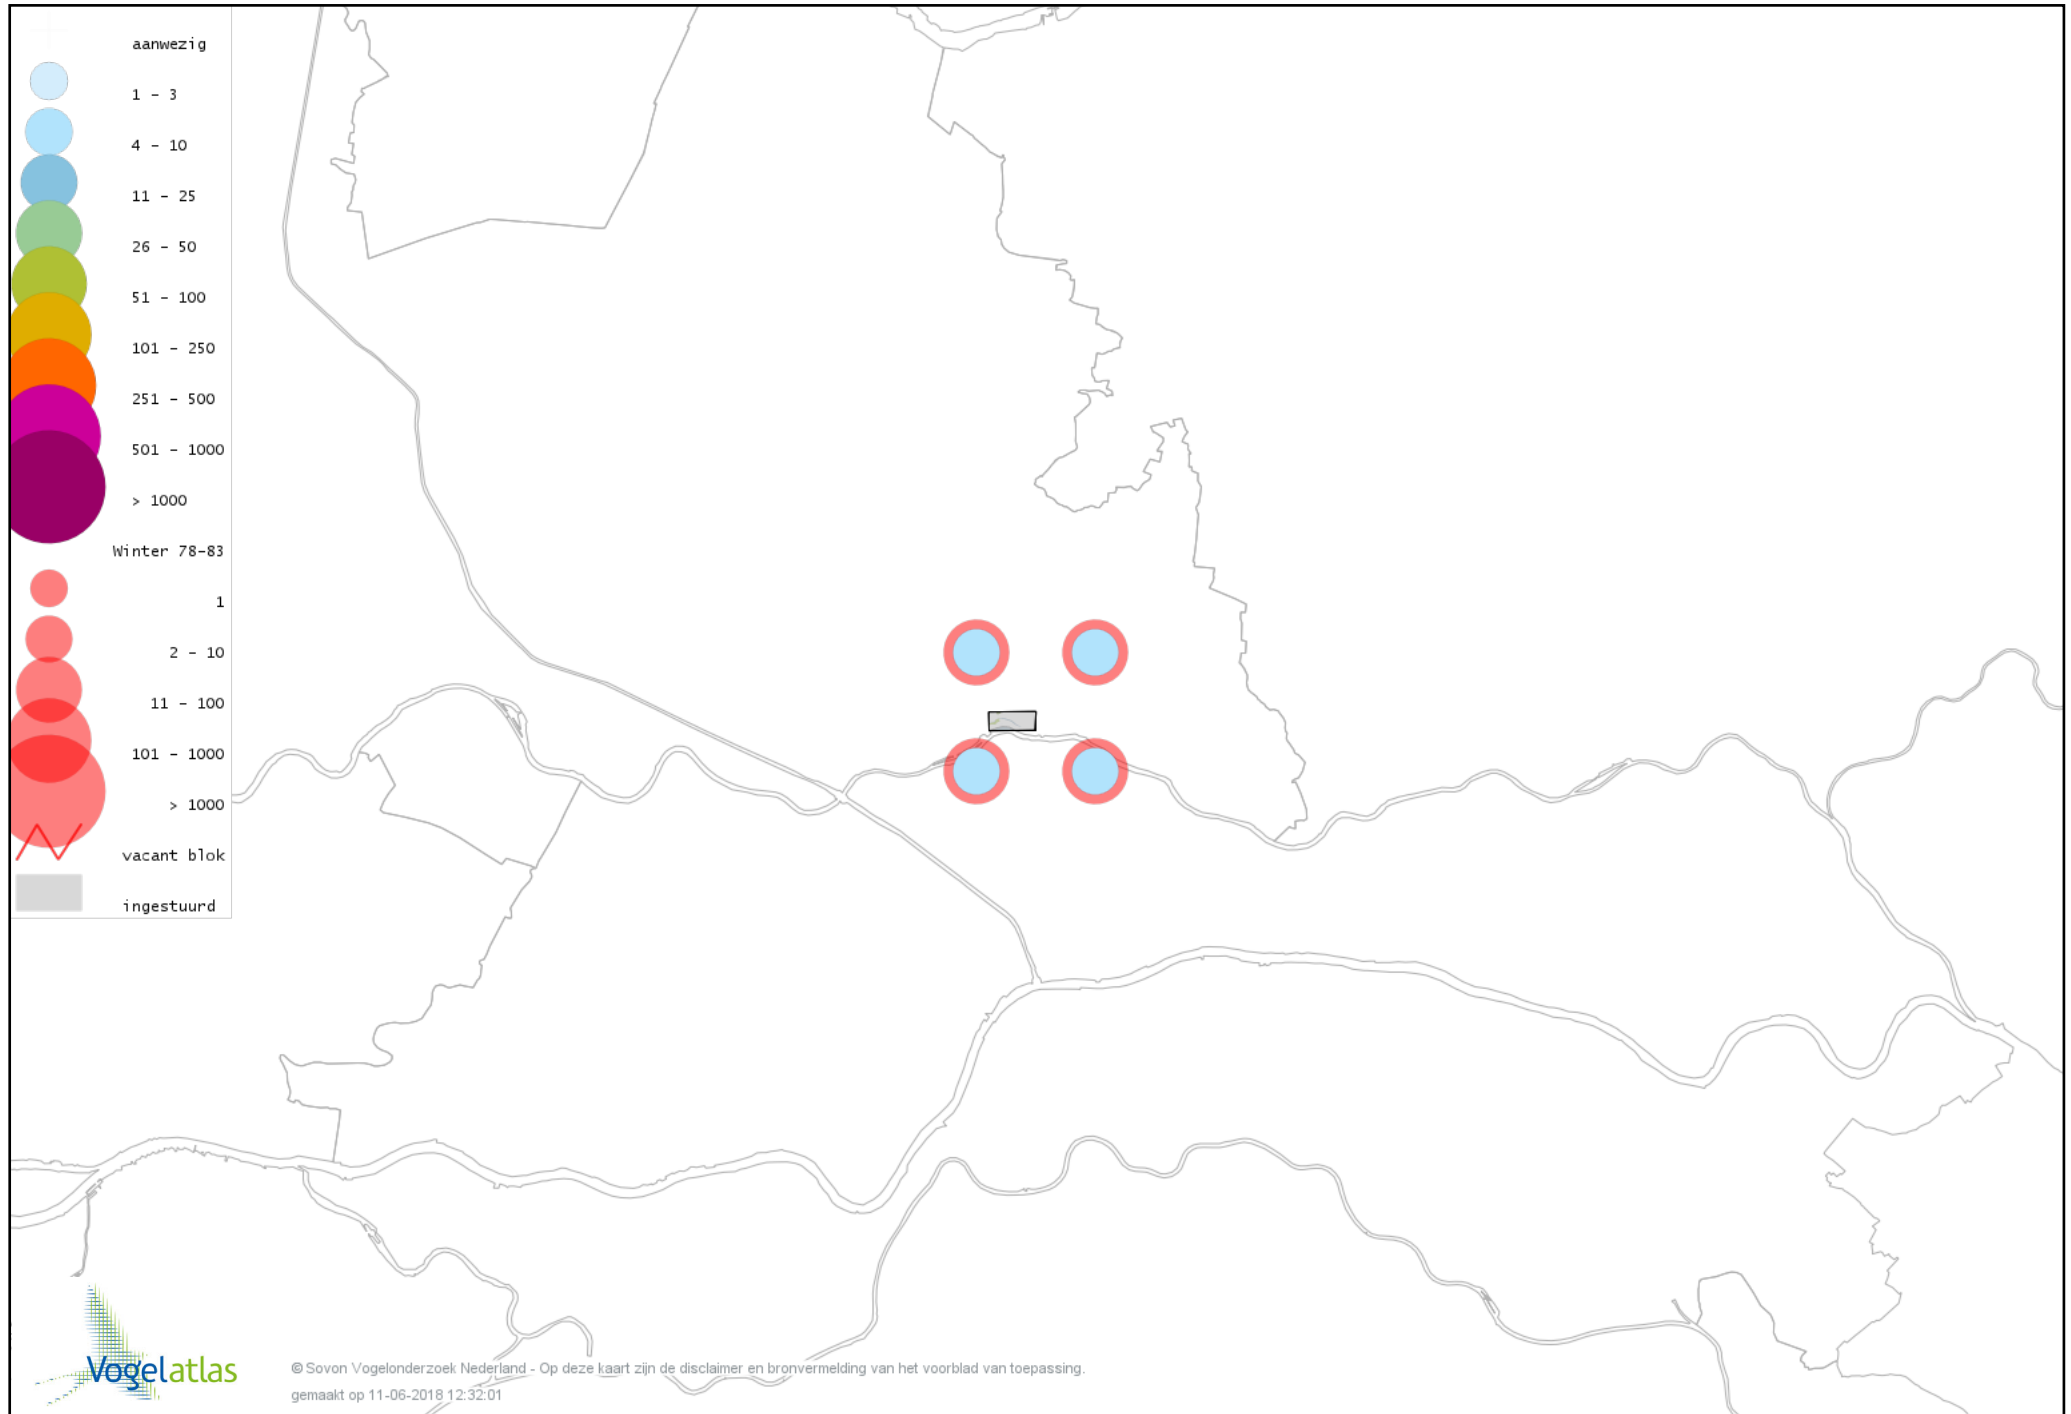 aanwezig
1 - 3
4 - 10
11 - 25
26 - 50
51 - 100
101 - 250
251 - 500
501 - 1000
> 1000
Winter 78-83
1
2 - 10
11 - 100
101 - 1000
> 1000
vacant blok
ingestuurd
Vogelatlas
© Sovon Vogelonderzoek Nederland - Op deze kaart zijn de disclaimer en bronvermelding van het voorblad van toepassing.
gemaakt op 11-06-2018 12:32:01